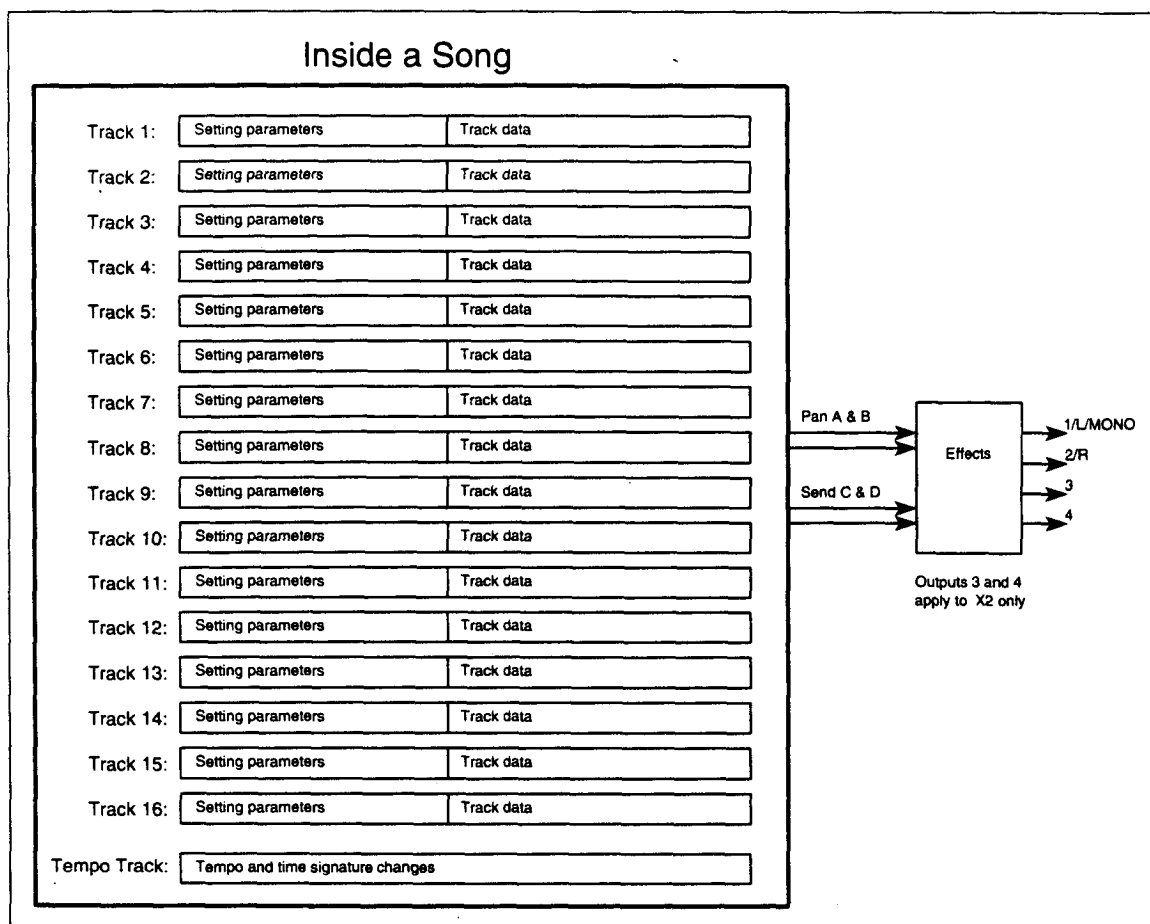 Inside a Song
Track 1: Setting parameters Track data
Track 2: Setting parameters Track data
Track 3: Setting parameters Track data
Track 4: Setting parameters Track data
Track 5: Setting parameters Track data
Track 6: Setting parameters Track data
Track 7: Setting parameters Track data
Track 8: Setting parameters Track data
Track 9: Setting parameters Track data
Track 10: Setting parameters Track data
Track 11: Setting parameters Track data
Track 12: Setting parameters Track data
Track 13: Setting parameters Track data
Track 14: Setting parameters Track data
Track 15: Setting parameters Track data
Track 16: Setting parameters Track data
Tempo Track: Tempo and time signature changes
Pan A & B
Send C & D
Effects
1/L/MONO
2/R
3
4
Outputs 3 and 4
apply to X2 only